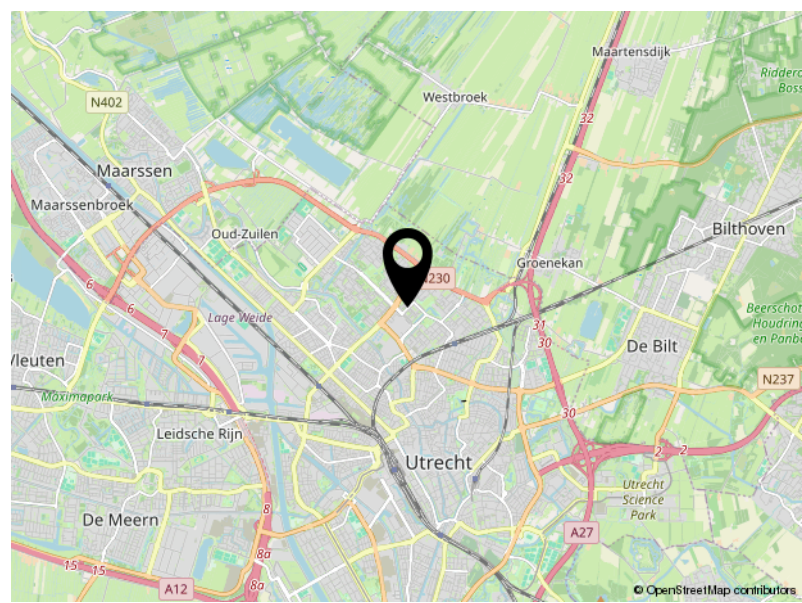 Maartensdijk
Westbroek
N402
Ridderd
Boss
32
Maarssen
32
Maarssenbroek
Oud-Zuilen
Bilthoven
Groenekan
N230
6
6
Lage Weide
7
7
31
30
Beerschot
Houdring
en Panbe
Vleuten
De Bilt
N237
Maximapark
30
Leidsche Rijn
Utrecht
2
2
Utrecht
Science
Park
8
De Meern
A27
8a
15
15
A12
8a
© OpenStreetMap contributors